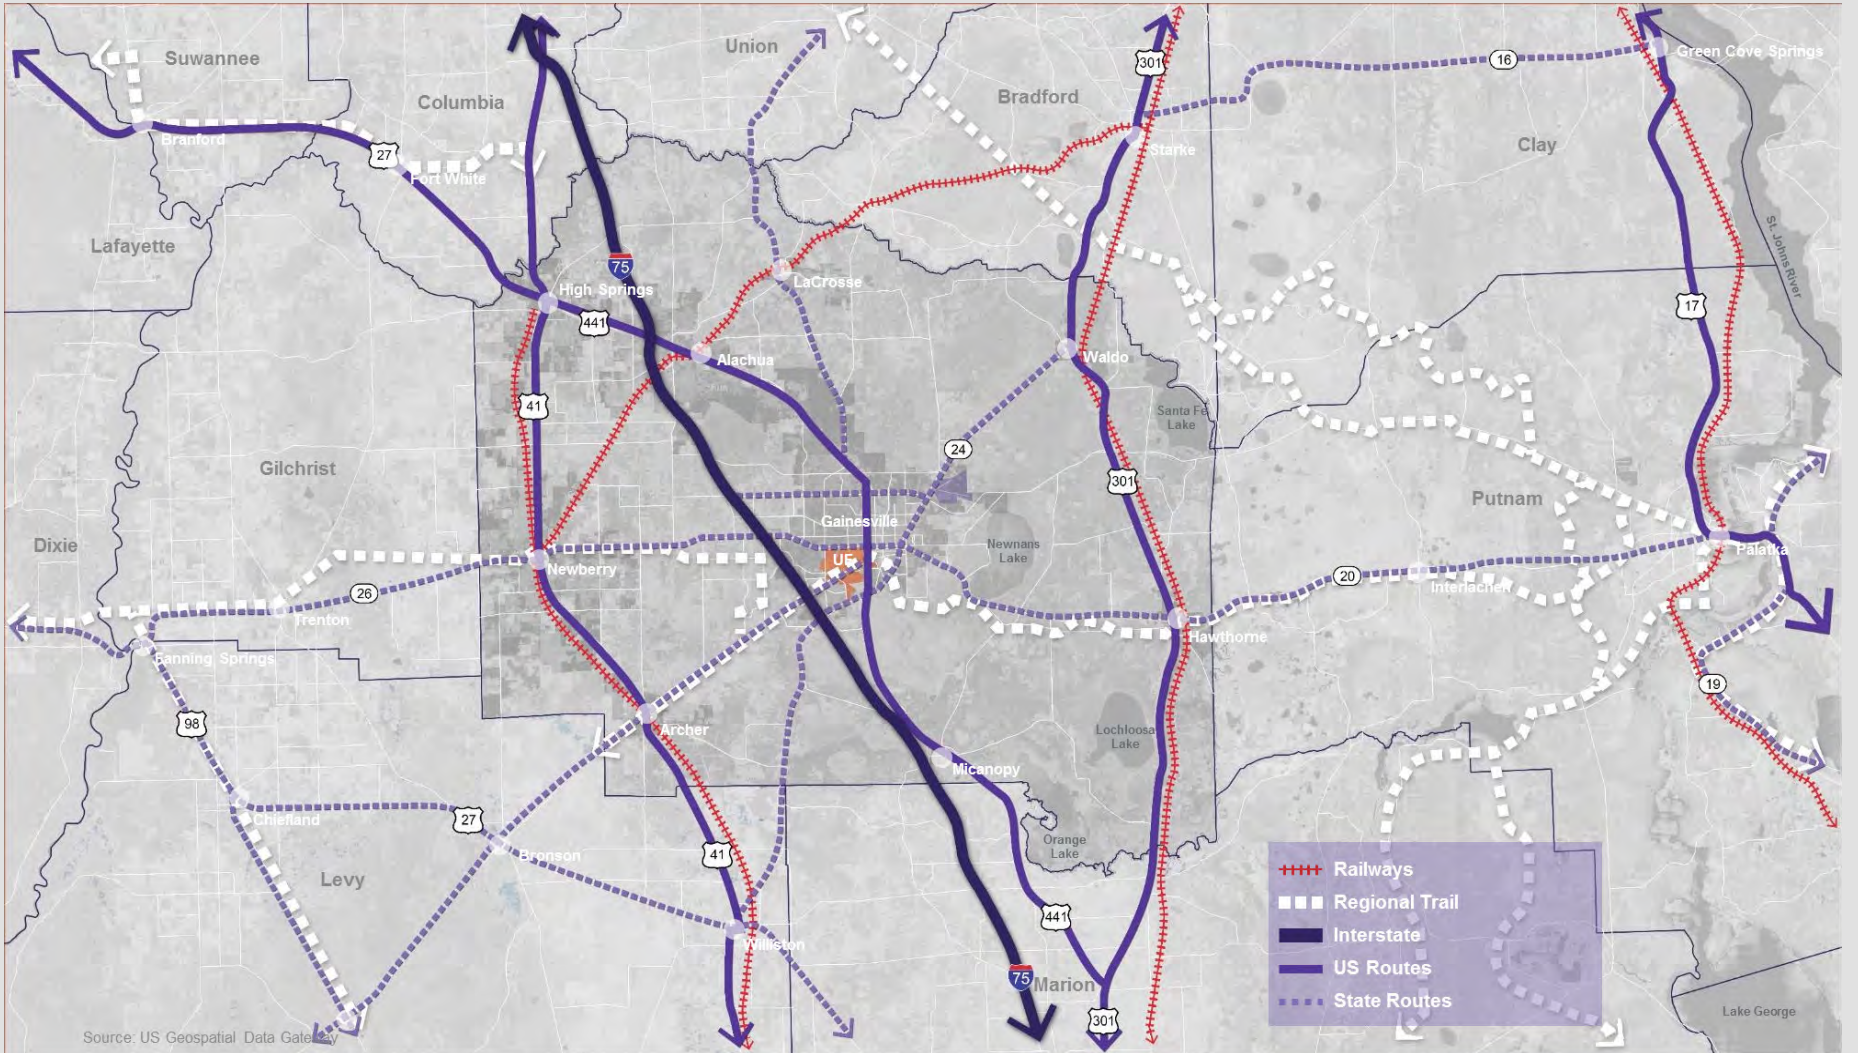 Suwannee
Union
301
16
Green Cove Springs
Columbia
Bradford
Branford
27
Fort White
Starke
Clay
Lafayette
St. Johns River
75
LaCrosse
High Springs
441
17
Alachua
Waldo
41
Santa Fe
Lake
24
Gilchrist
301
Putnam
Gainesville
Dixie
Newnans
Lake
Palatka
UF
Newberry
20
Interlachen
26
Trenton
Hawthorne
Fanning Springs
19
98
Archer
Lochloosa
Lake
Micanopy
Chiefland
27
Orange
Lake
Bronson
41
Levy
Railways
Regional Trail
441
Interstate
Williston
US Routes
75
Marion
State Routes
301
Lake George
Source: US Geospatial Data Gateway